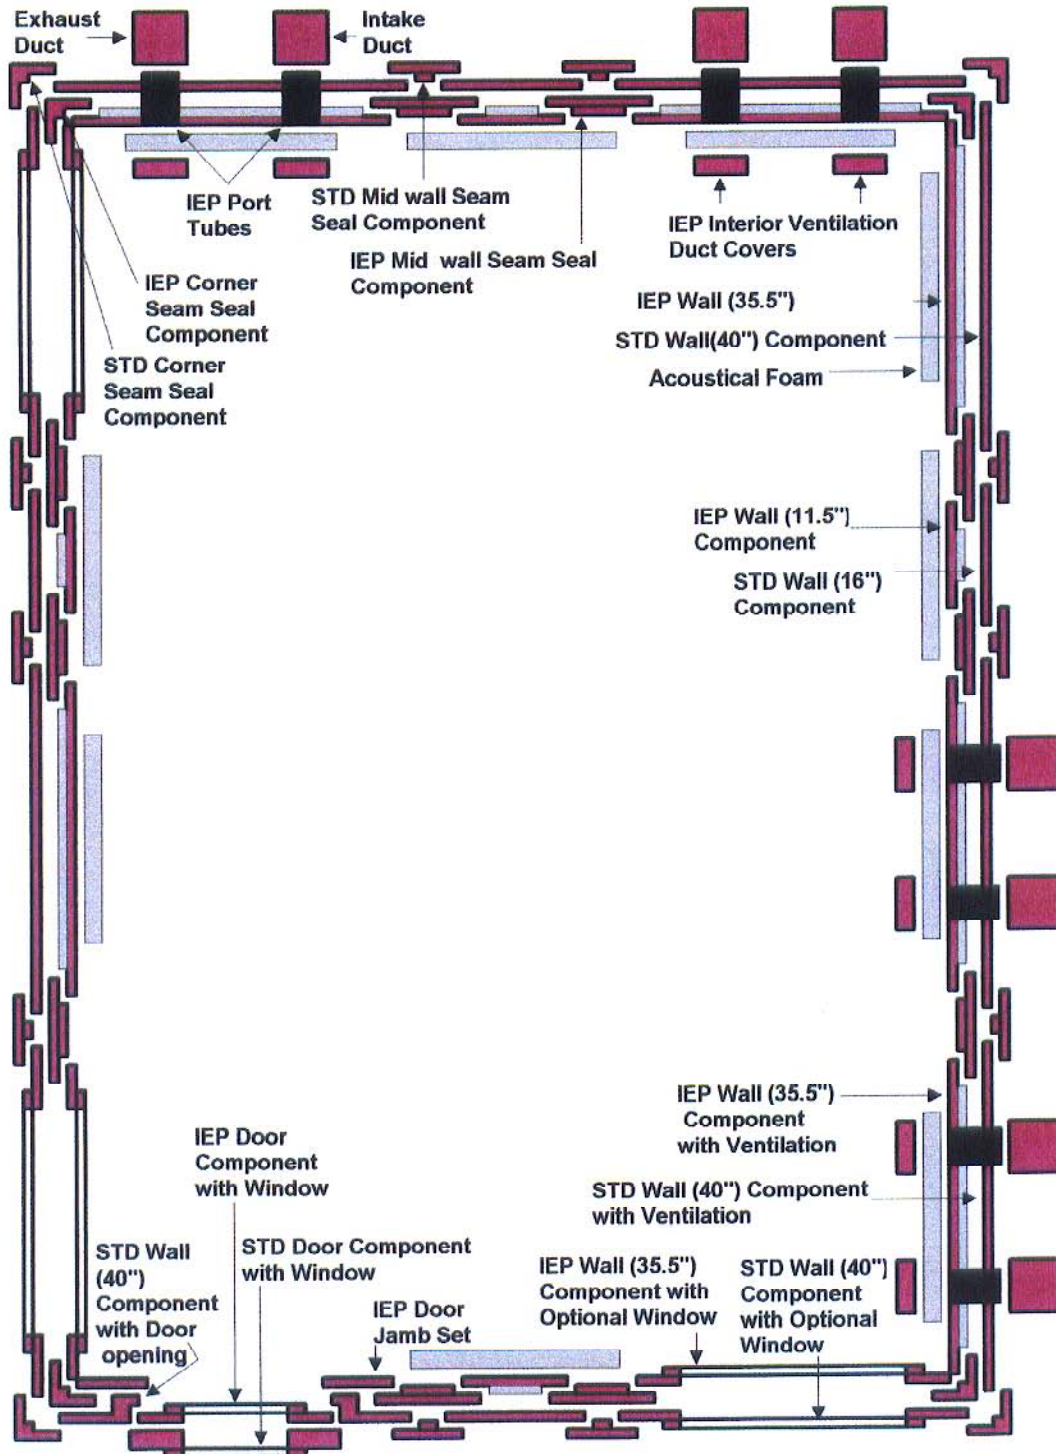 Exhaust
Duct
Intake
Duct
IEP Port
Tubes
STD Mid wall Seam
Seal Component
IEP Mid wall Seam Seal
Component
IEP Interior Ventilation
Duct Covers
IEP Corner
Seam Seal
Component
STD Corner
Seam Seal
Component
IEP Wall (35.5")
STD Wall(40") Component
Acoustical Foam
IEP Wall (11.5")
Component
STD Wall (16")
Component
IEP Wall (35.5")
Component
with Ventilation
STD Wall (40") Component
with Ventilation
IEP Door
Component
with Window
STD Wall
(40")
Component
with Door
opening
STD Door Component
with Window
IEP Door
Jamb Set
IEP Wall (35.5")
Component with
Optional Window
STD Wall (40")
Component
with Optional
Window